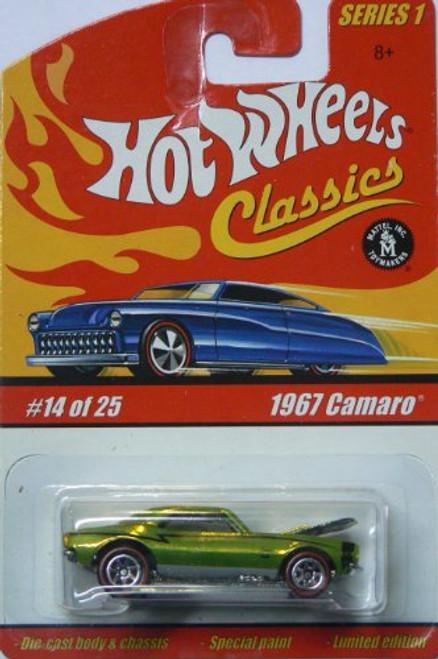 SERIES 1
8+
Hot Wheels®
Classics
MATTEL, INC.
M
TOYMAKERS
#14 of 25
1967 Camaro®
-Die-cast body & chassis -Special paint -Limited edition